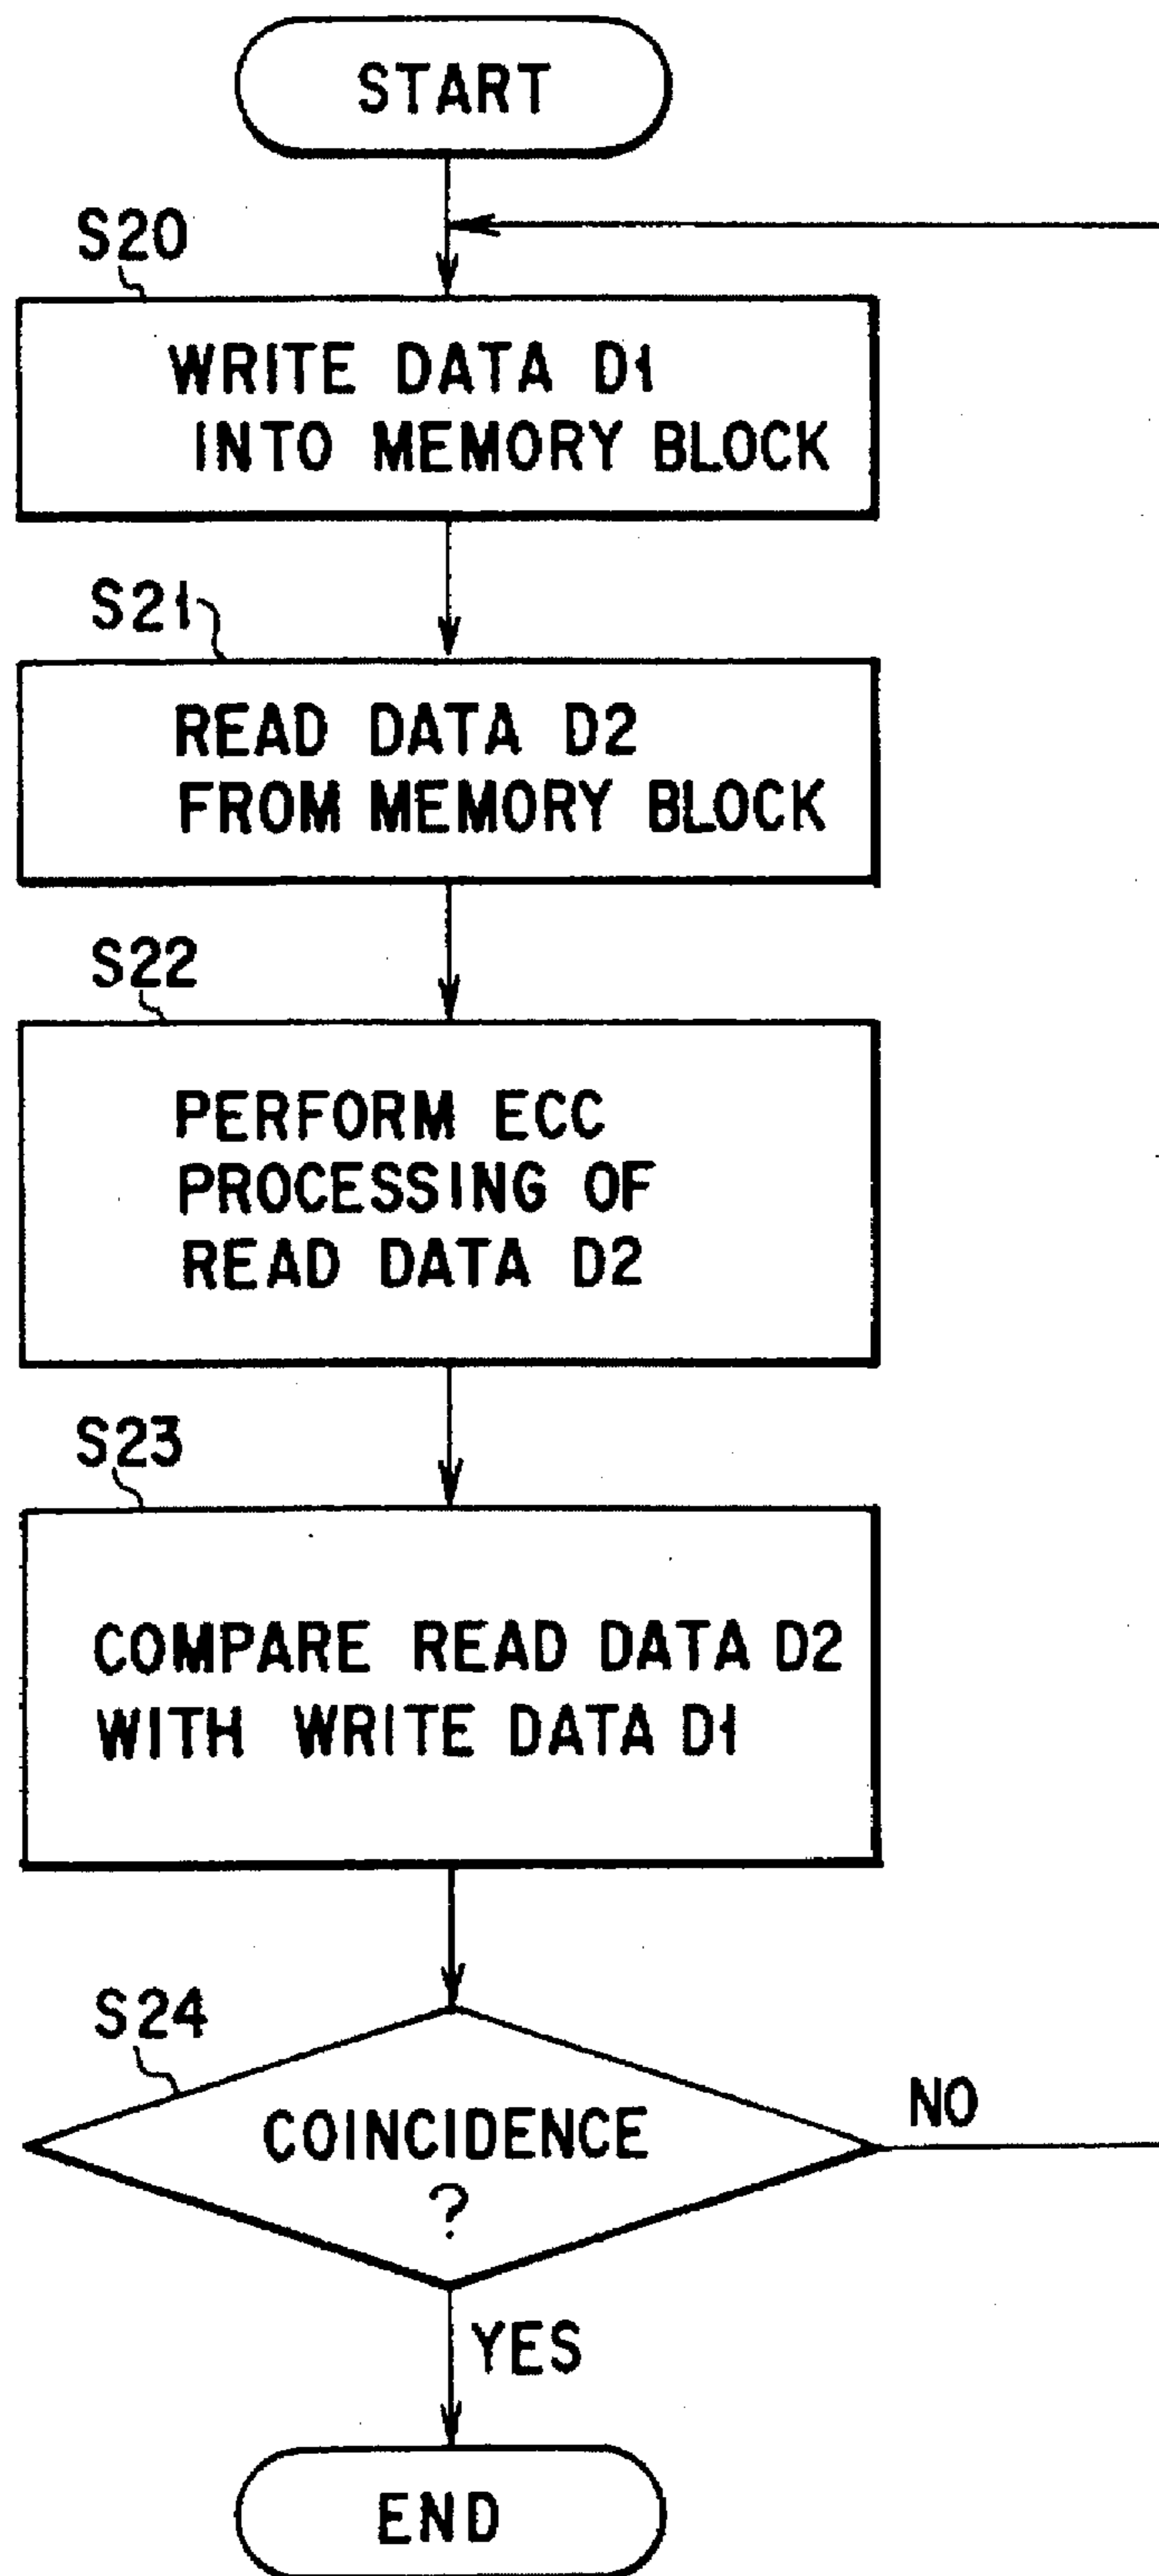 START
S20
WRITE DATA D1
INTO MEMORY BLOCK
S21
READ DATA D2
FROM MEMORY BLOCK
S22
PERFORM ECC
PROCESSING OF
READ DATA D2
S23
COMPARE READ DATA D2
WITH WRITE DATA D1
S24
COINCIDENCE
?
NO
YES
END